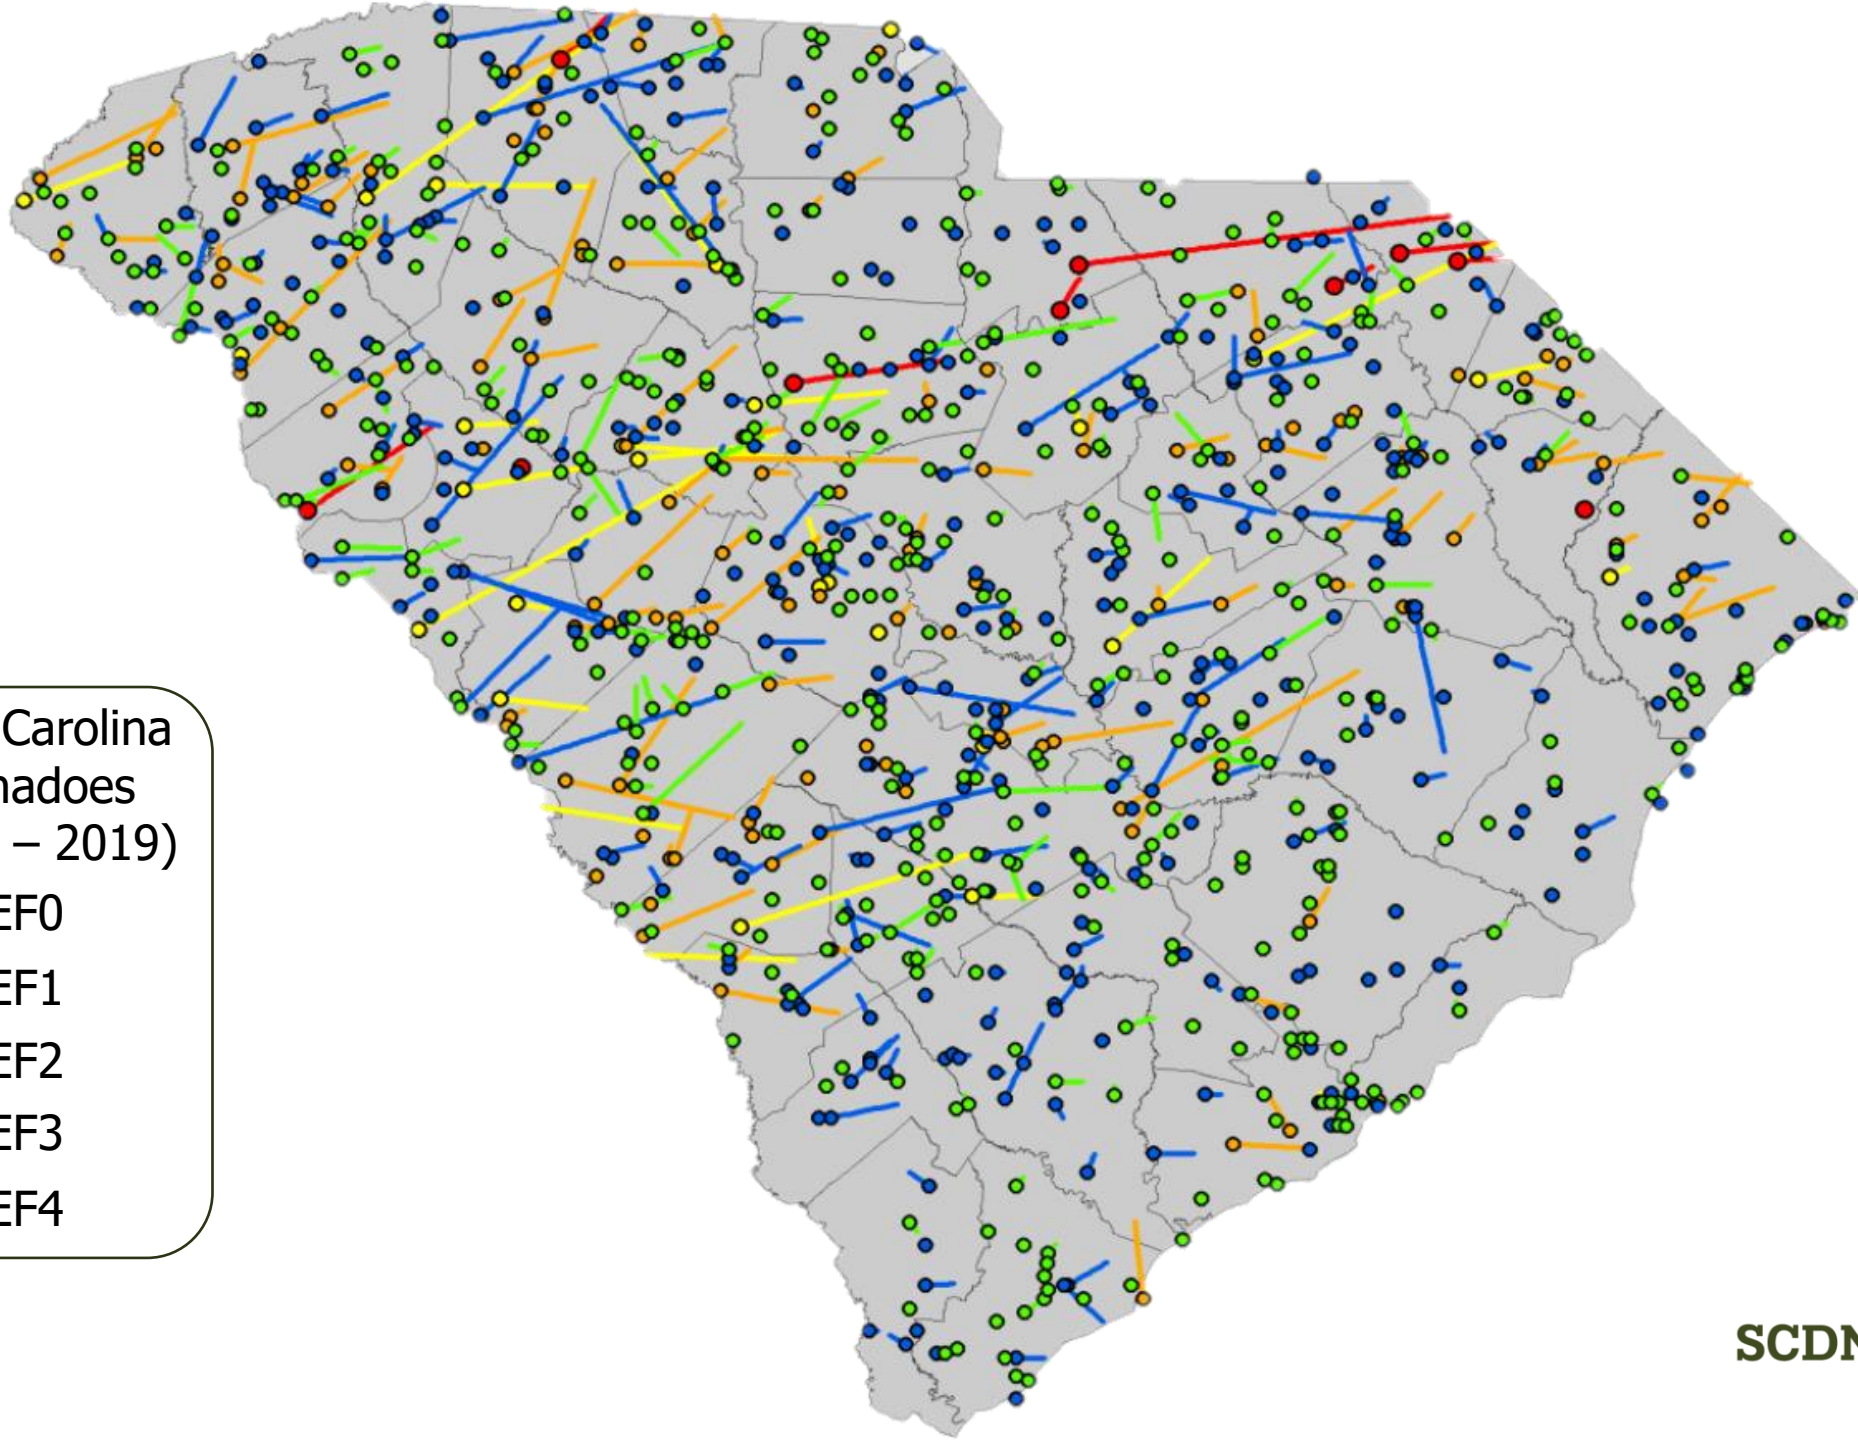 Carolina
nadoes
– 2019)
EF0
EF1
EF2
EF3
EF4
SCDN